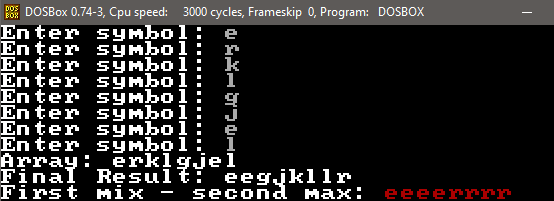 DOS
BOX
DOSBox 0.74-3, Cpu speed: 3000 cycles, Frameskip 0, Program: DOSBOX
Enter symbol: e
Enter symbol: r
Enter symbol: k
Enter symbol: l
Enter symbol: g
Enter symbol: j
Enter symbol: e
Enter symbol: l
Array: erklgjel
Final Result: eegjkllr
First mix - second max: eeeerrrr